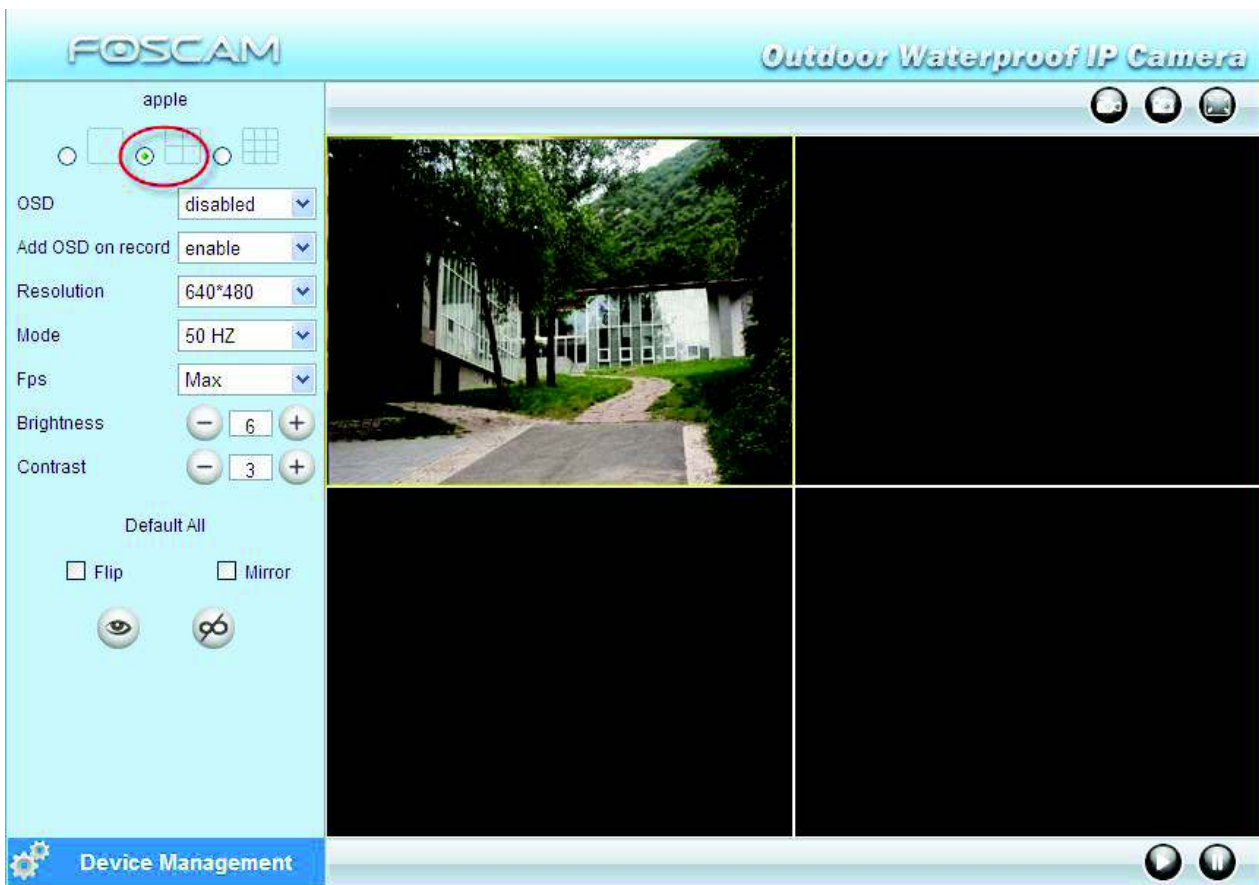 FOSCAM
Outdoor Waterproof IP Camera
apple
OSD disabled
Add OSD on record enable
Resolution 640*480
Mode 50 HZ
Fps Max
Brightness - 6 +
Contrast - 3 +
Default All
Flip Mirror
Device Management